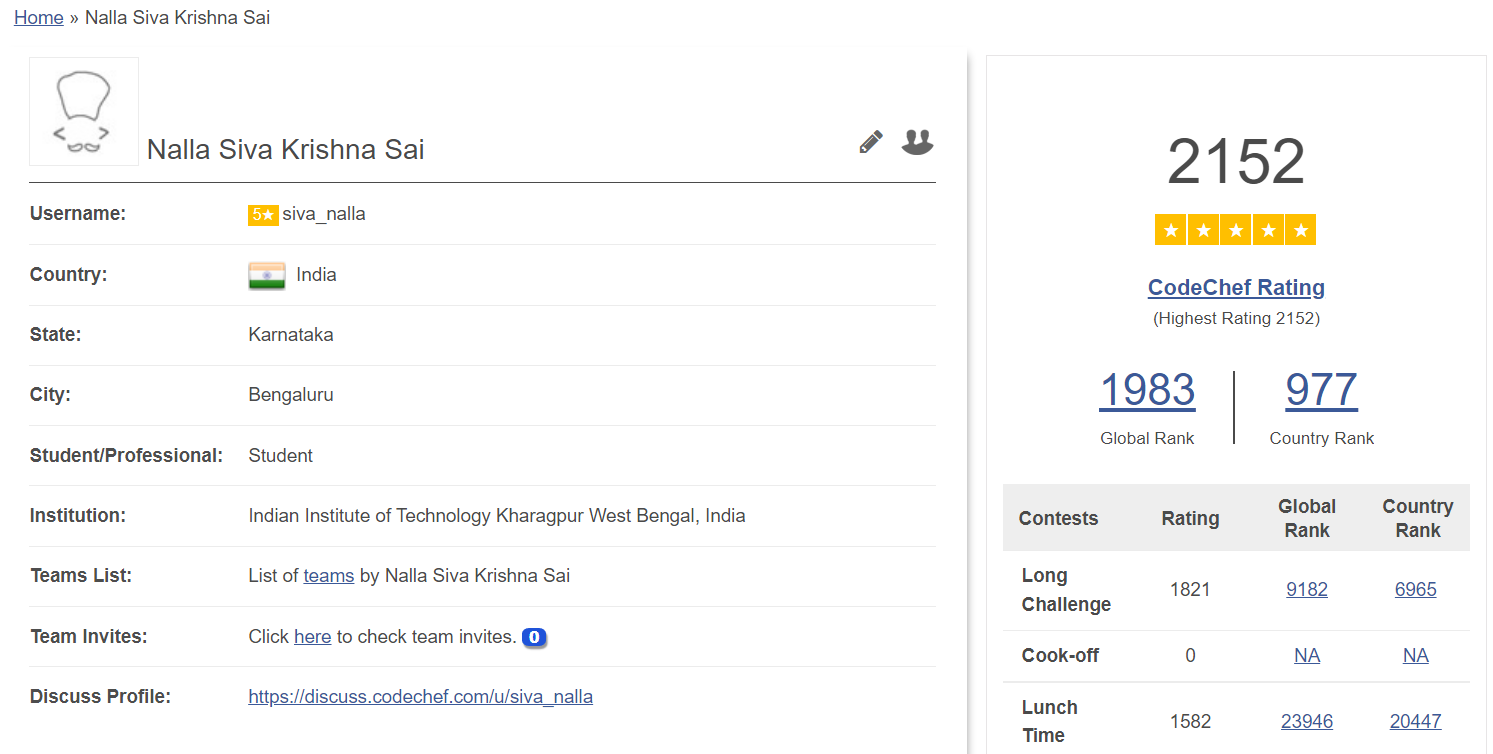 Home » Nalla Siva Krishna Sai
Nalla Siva Krishna Sai
Username: 5★ siva_nalla
Country: India
State: Karnataka
City: Bengaluru
Student/Professional: Student
Institution: Indian Institute of Technology Kharagpur West Bengal, India
Teams List: List of teams by Nalla Siva Krishna Sai
Team Invites: Click here to check team invites. 0
Discuss Profile: https://discuss.codechef.com/u/siva_nalla
2152
★★★★★
CodeChef Rating
(Highest Rating 2152)
1983 977
Global Rank Country Rank
Contests Rating Global Rank Country Rank
Long Challenge 1821 9182 6965
Cook-off 0 NA NA
Lunch Time 1582 23946 20447